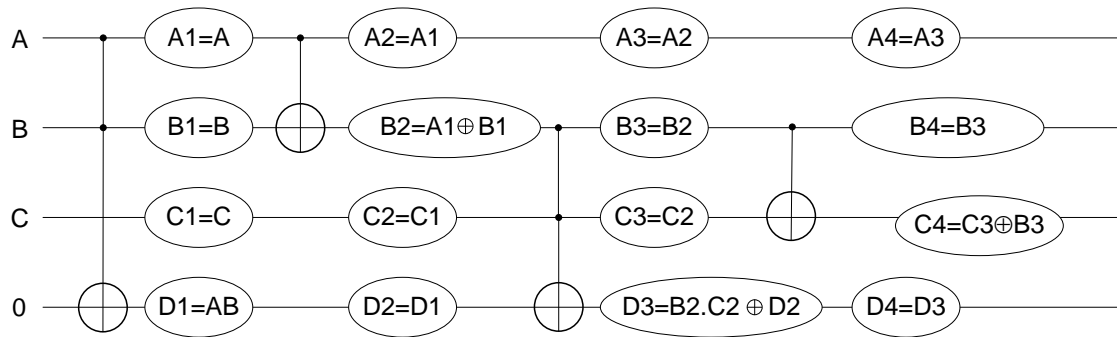 A A1=A A2=A1 A3=A2 A4=A3
B B1=B B2=A1⊕B1 B3=B2 B4=B3
C C1=C C2=C1 C3=C2 C4=C3⊕B3
0 D1=AB D2=D1 D3=B2.C2 ⊕ D2 D4=D3